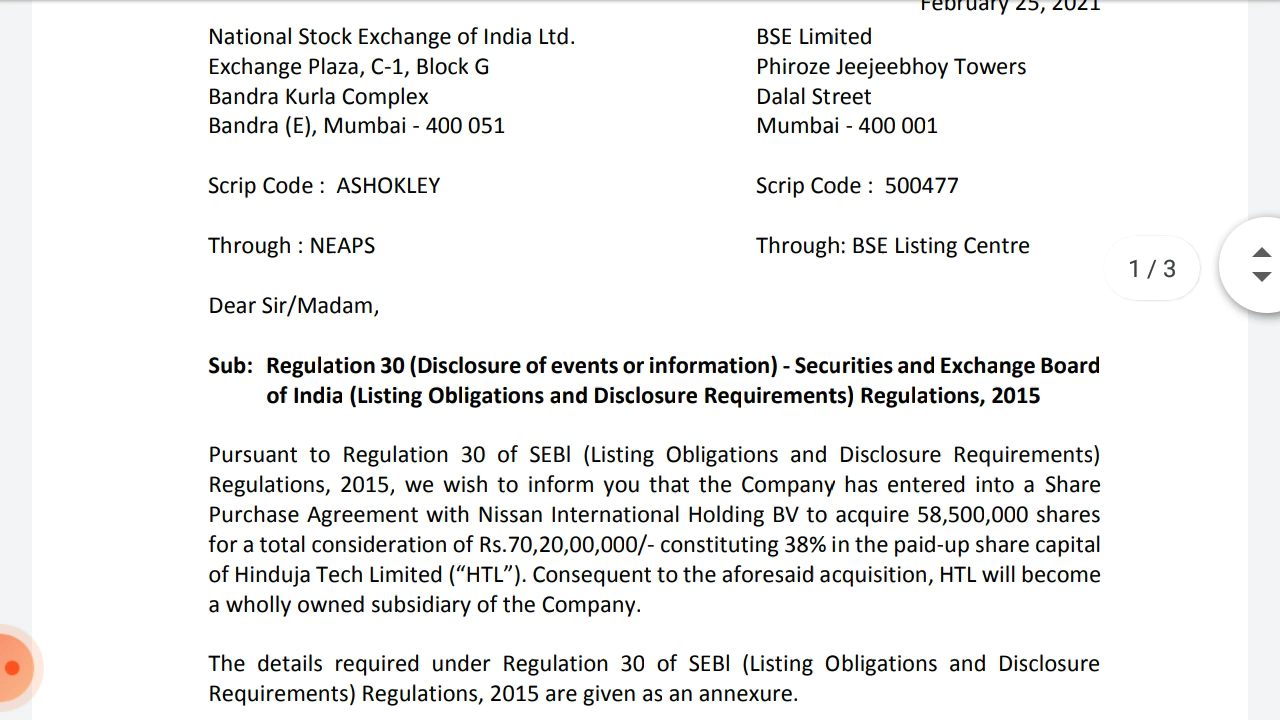 February 25, 2021
National Stock Exchange of India Ltd.
Exchange Plaza, C-1, Block G
Bandra Kurla Complex
Bandra (E), Mumbai - 400 051
BSE Limited
Phiroze Jeejeebhoy Towers
Dalal Street
Mumbai - 400 001
Scrip Code : ASHOKLEY
Scrip Code : 500477
Through : NEAPS
Through: BSE Listing Centre
1 / 3
Dear Sir/Madam,
Sub: Regulation 30 (Disclosure of events or information) - Securities and Exchange Board
of India (Listing Obligations and Disclosure Requirements) Regulations, 2015
Pursuant to Regulation 30 of SEBl (Listing Obligations and Disclosure Requirements)
Regulations, 2015, we wish to inform you that the Company has entered into a Share
Purchase Agreement with Nissan International Holding BV to acquire 58,500,000 shares
for a total consideration of Rs.70,20,00,000/- constituting 38% in the paid-up share capital
of Hinduja Tech Limited (“HTL”). Consequent to the aforesaid acquisition, HTL will become
a wholly owned subsidiary of the Company.
The details required under Regulation 30 of SEBl (Listing Obligations and Disclosure
Requirements) Regulations, 2015 are given as an annexure.